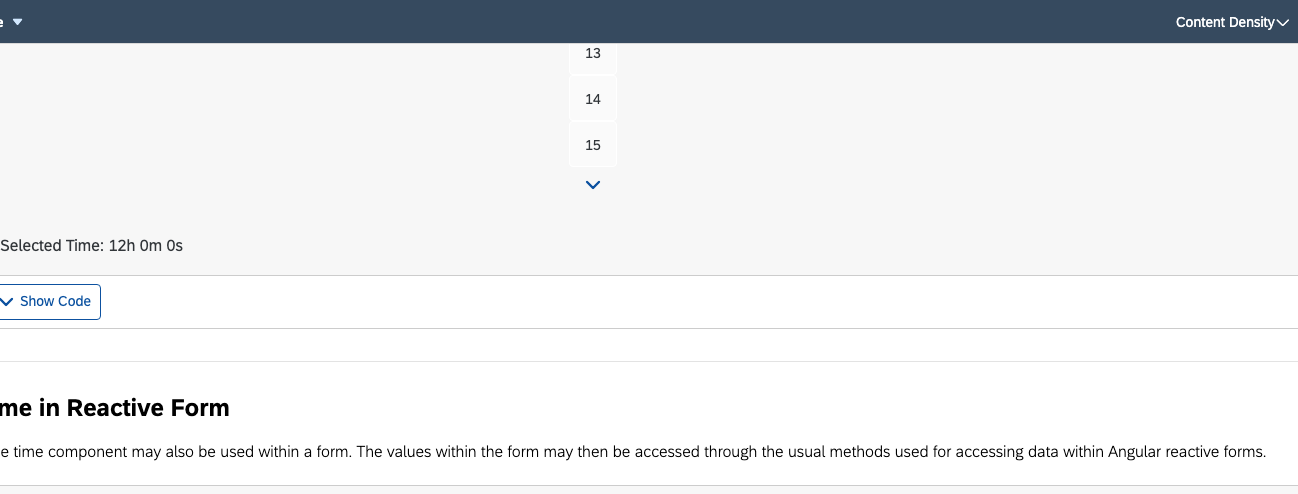 e
Content Density
13
14
15
Selected Time: 12h 0m 0s
Show Code
me in Reactive Form
e time component may also be used within a form. The values within the form may then be accessed through the usual methods used for accessing data within Angular reactive forms.